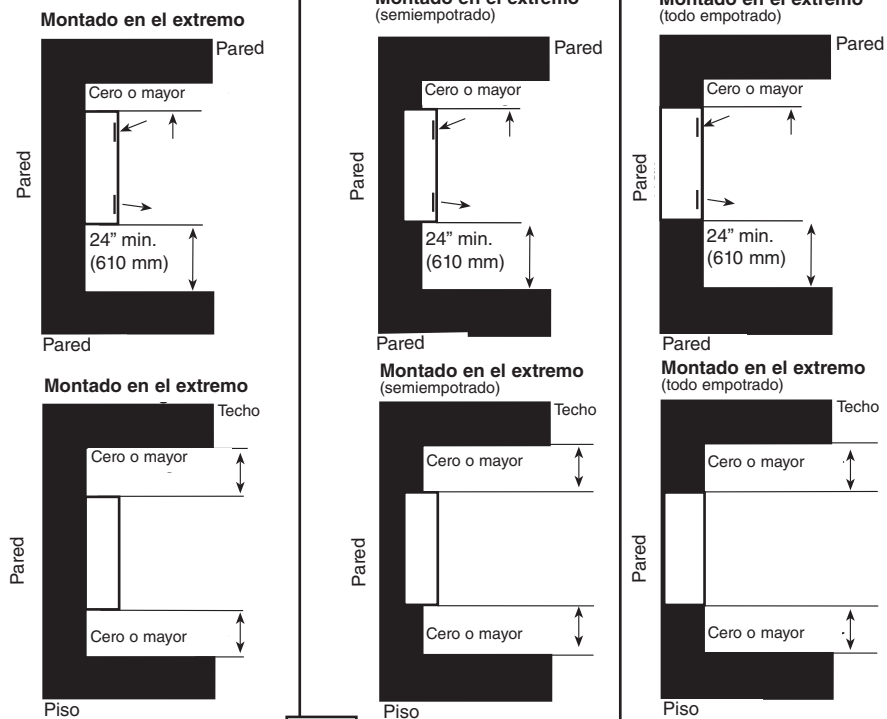 Montado en el extremo
Pared
Cero o mayor
Pared
24” min.
(610 mm)
Pared
Montado en el extremo
(semiempotrado)
Pared
Cero o mayor
Pared
24” min.
(610 mm)
Pared
Montado en el extremo
(todo empotrado)
Pared
Cero o mayor
Pared
24” min.
(610 mm)
Pared
Montado en el extremo
Techo
Cero o mayor
Pared
Cero o mayor
Piso
Montado en el extremo
(semiempotrado)
Techo
Cero o mayor
Pared
Cero o mayor
Piso
Montado en el extremo
(todo empotrado)
Techo
Cero o mayor
Pared
Cero o mayor
Piso